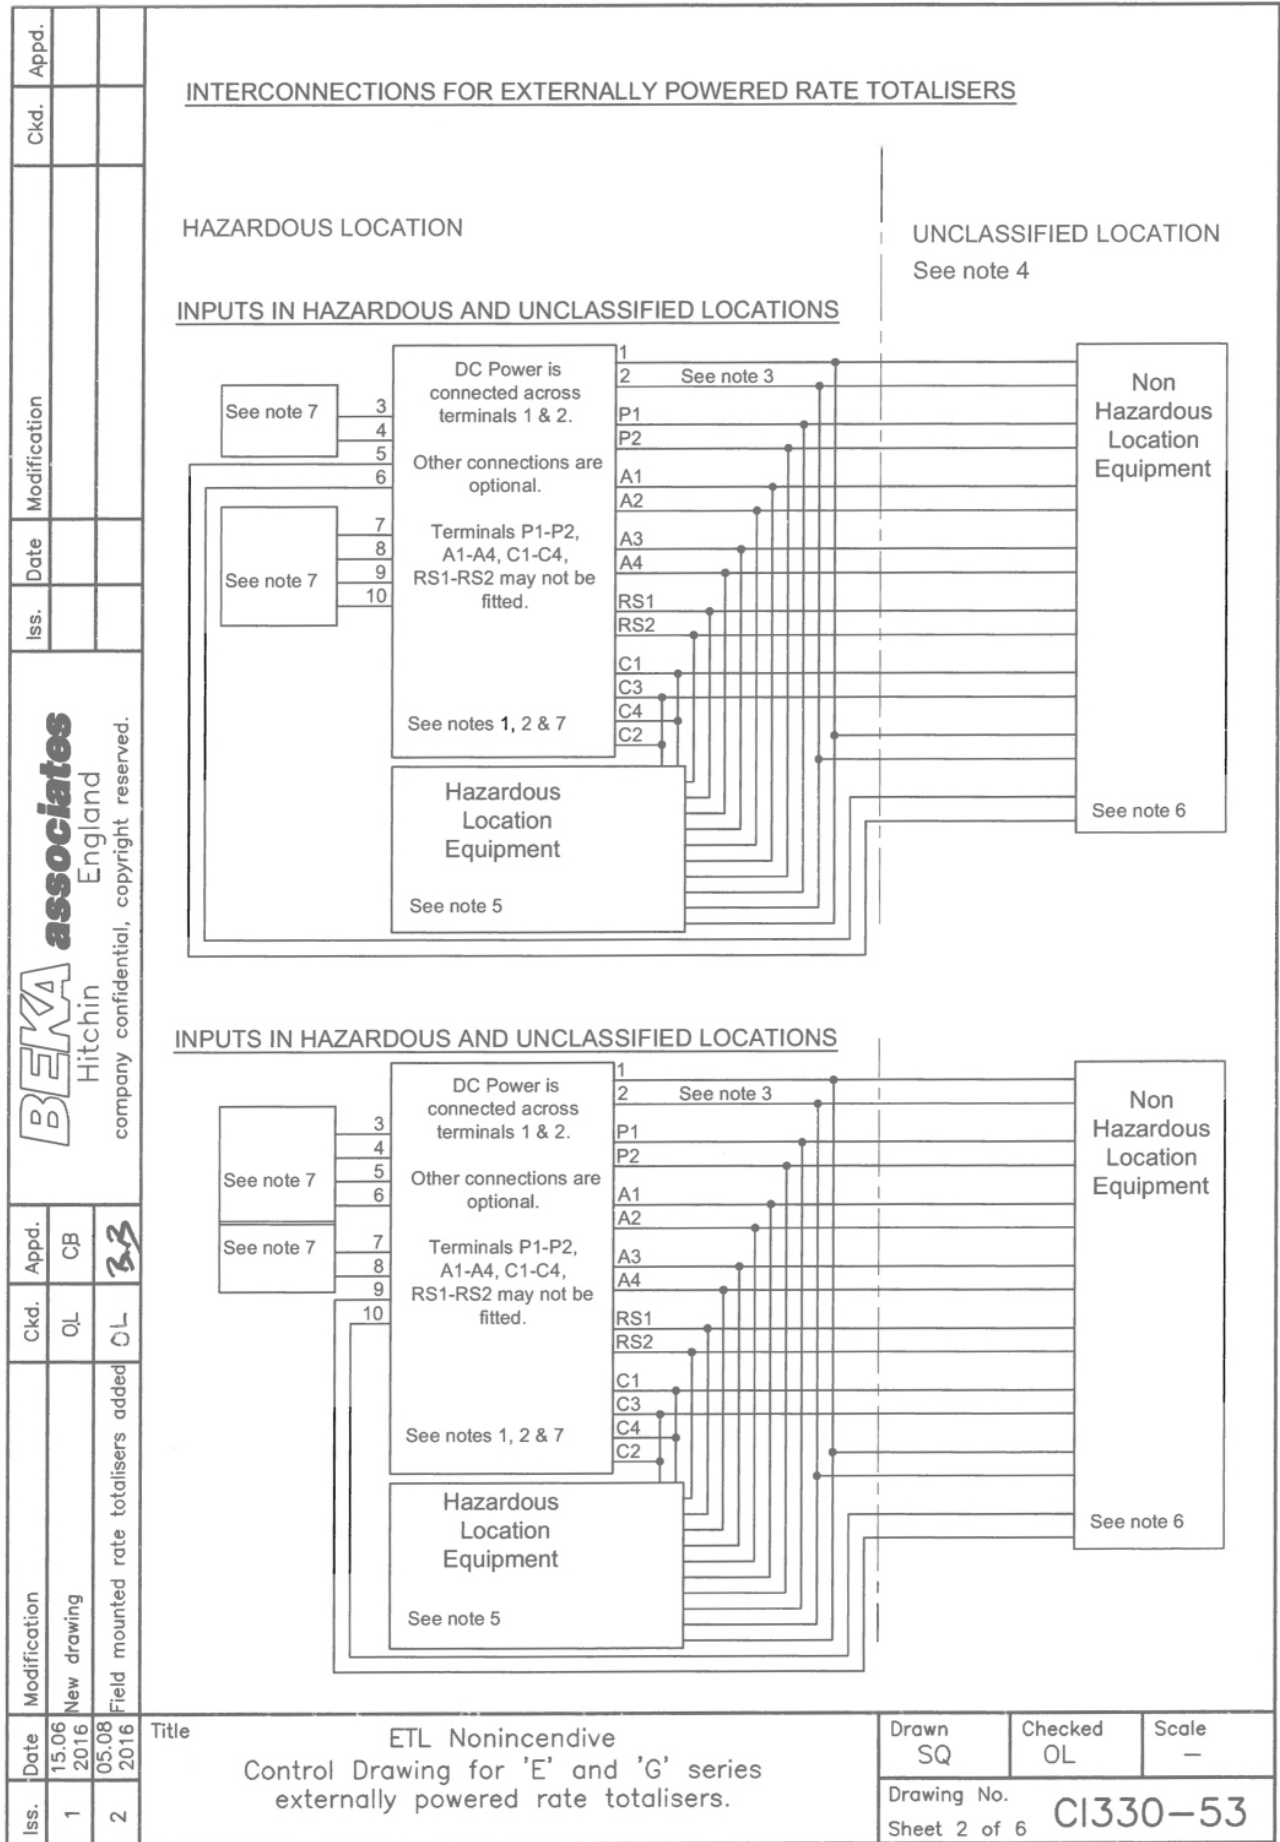 INTERCONNECTIONS FOR EXTERNALLY POWERED RATE TOTALISERS
HAZARDOUS LOCATION
UNCLASSIFIED LOCATION
See note 4
INPUTS IN HAZARDOUS AND UNCLASSIFIED LOCATIONS
See note 7
3
4
5
6
See note 7
7
8
9
10
DC Power is
connected across
terminals 1 & 2.
Other connections are
optional.
Terminals P1-P2,
A1-A4, C1-C4,
RS1-RS2 may not be
fitted.
See notes 1, 2 & 7
1
2
See note 3
P1
P2
A1
A2
A3
A4
RS1
RS2
C1
C3
C4
C2
Non
Hazardous
Location
Equipment
See note 6
Hazardous
Location
Equipment
See note 5
INPUTS IN HAZARDOUS AND UNCLASSIFIED LOCATIONS
See note 7
3
4
5
6
See note 7
7
8
9
10
DC Power is
connected across
terminals 1 & 2.
Other connections are
optional.
Terminals P1-P2,
A1-A4, C1-C4,
RS1-RS2 may not be
fitted.
See notes 1, 2 & 7
1
2
See note 3
P1
P2
A1
A2
A3
A4
RS1
RS2
C1
C3
C4
C2
Non
Hazardous
Location
Equipment
See note 6
Hazardous
Location
Equipment
See note 5
Iss. Date Modification Ckd. Appd.
BEKA associates
Hitchin England
company confidential, copyright reserved.
Iss. Date Modification Ckd. Appd.
1 15.06 2016 New drawing OL CB
2 05.08 2016 Field mounted rate totalisers added OL
Title
ETL Nonincendive
Control Drawing for 'E' and 'G' series
externally powered rate totalisers.
Drawn
SQ
Checked
OL
Scale
—
Drawing No.
CI330-53
Sheet 2 of 6